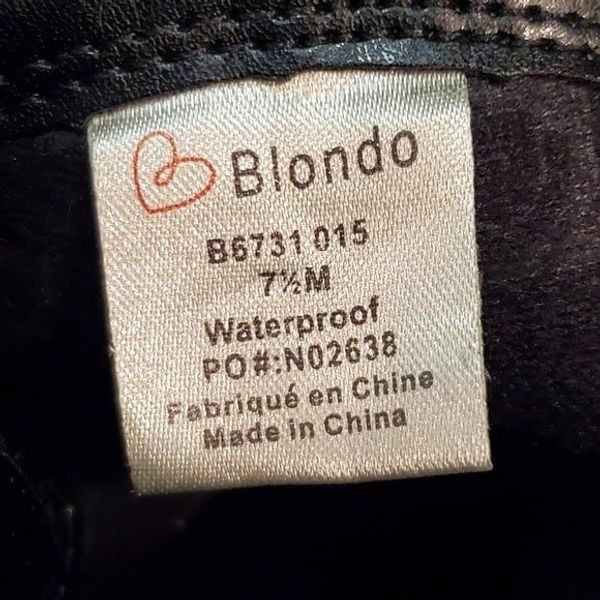 Blondo
B6731 015
7½M
Waterproof
PO#:N02638
Fabriqué en Chine
Made in China